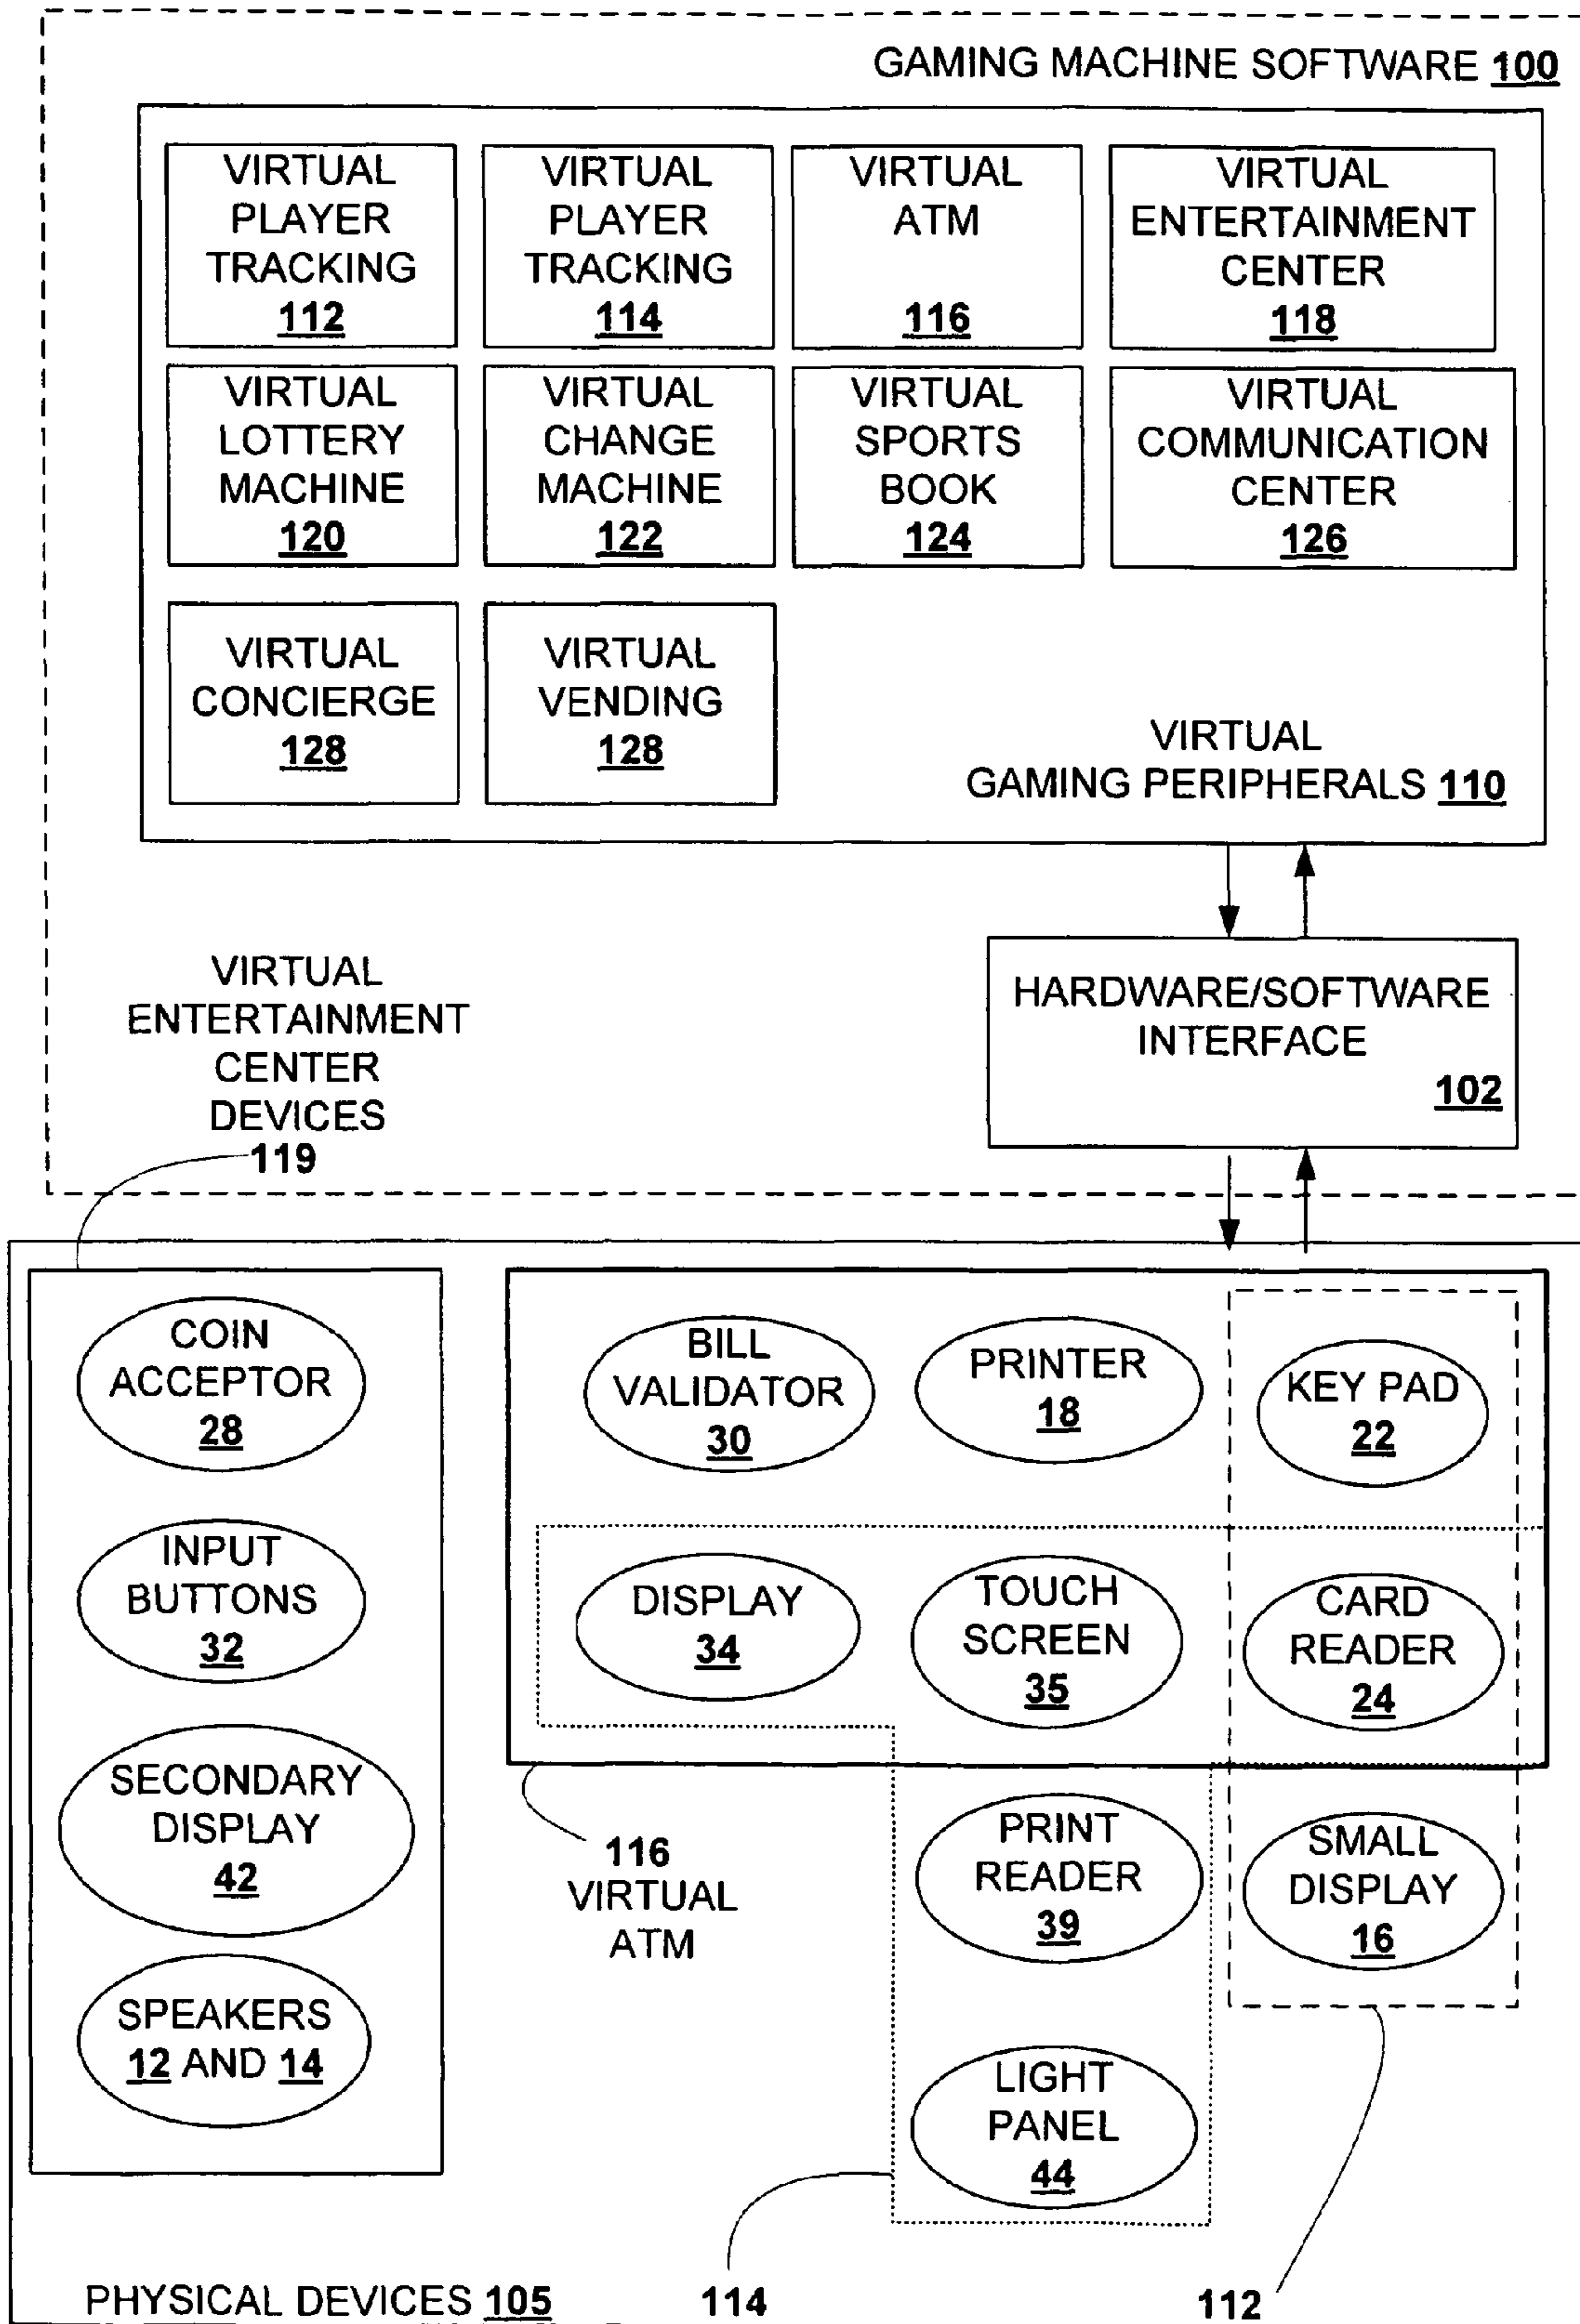 GAMING MACHINE SOFTWARE 100
VIRTUAL
PLAYER
TRACKING
112
VIRTUAL
PLAYER
TRACKING
114
VIRTUAL
ATM
116
VIRTUAL
ENTERTAINMENT
CENTER
118
VIRTUAL
LOTTERY
MACHINE
120
VIRTUAL
CHANGE
MACHINE
122
VIRTUAL
SPORTS
BOOK
124
VIRTUAL
COMMUNICATION
CENTER
126
VIRTUAL
CONCIERGE
128
VIRTUAL
VENDING
128
VIRTUAL
GAMING PERIPHERALS 110
VIRTUAL
ENTERTAINMENT
CENTER
DEVICES
119
HARDWARE/SOFTWARE
INTERFACE
102
COIN
ACCEPTOR
28
INPUT
BUTTONS
32
SECONDARY
DISPLAY
42
SPEAKERS
12 AND 14
BILL
VALIDATOR
30
PRINTER
18
KEY PAD
22
DISPLAY
34
TOUCH
SCREEN
35
CARD
READER
24
116
VIRTUAL
ATM
PRINT
READER
39
SMALL
DISPLAY
16
LIGHT
PANEL
44
PHYSICAL DEVICES 105
114
112